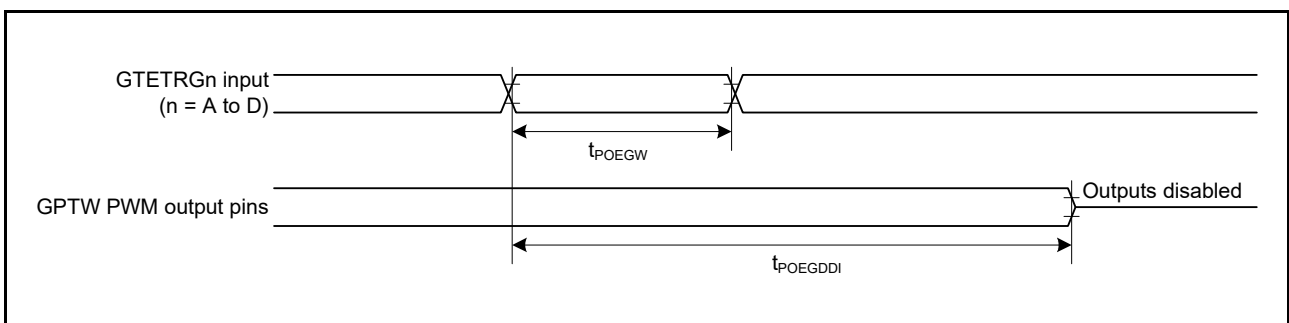 GTETRGn input
(n = A to D)
tPOEGW
GPTW PWM output pins
Outputs disabled
tPOEGDDI